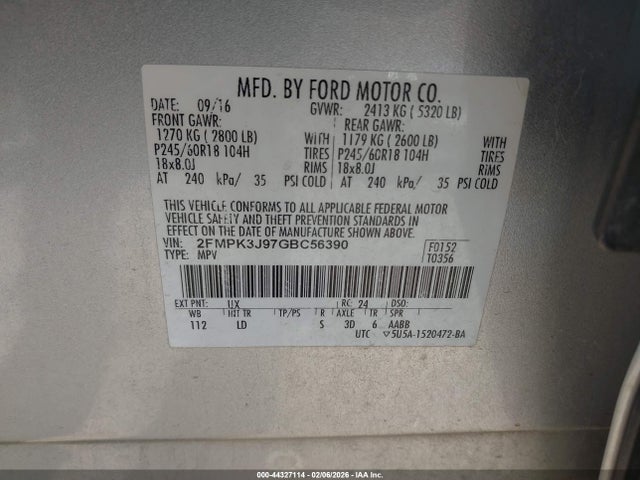 MFD. BY FORD MOTOR CO.
DATE: 09/16 GVWR: 2413 KG ( 5320 LB)
FRONT GAWR: REAR GAWR:
1270 KG ( 2800 LB) WITH 1179 KG ( 2600 LB) WITH
P245/60R18 104H TIRES P245/60R18 104H TIRES
18x8.0J RIMS 18x8.0J RIMS
AT 240 kPa/ 35 PSI COLD AT 240 kPa/ 35 PSI COLD
THIS VEHICLE CONFORMS TO ALL APPLICABLE FEDERAL MOTOR
VEHICLE SAFETY AND THEFT PREVENTION STANDARDS IN
EFFECT ON THE DATE OF MANUFACTURE SHOWN ABOVE.
VIN: 2FMPK3J97GBC56390 F0152
TYPE: MPV T0356
EXT PNT: UX RC: 24 DSO:
WB INT TR TP/PS R AXLE TR SPR
112 LD S 3D 6 AABB
UTC ▽5U5A-1520472-BA
000-44327114 - 02/06/2026 - IAA Inc.